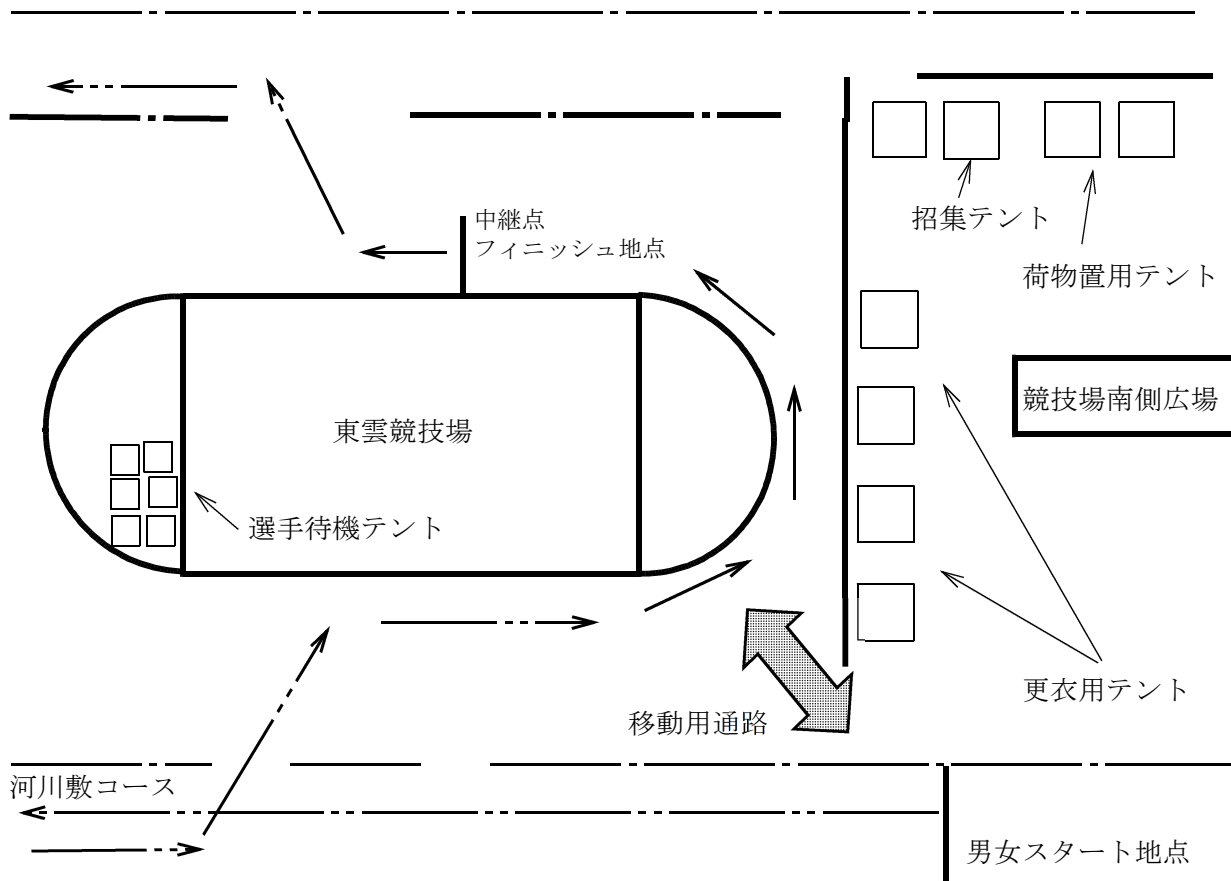 中継点
フィニッシュ地点
招集テント
荷物置用テント
競技場南側広場
東雲競技場
選手待機テント
更衣用テント
移動用通路
河川敷コース
男女スタート地点